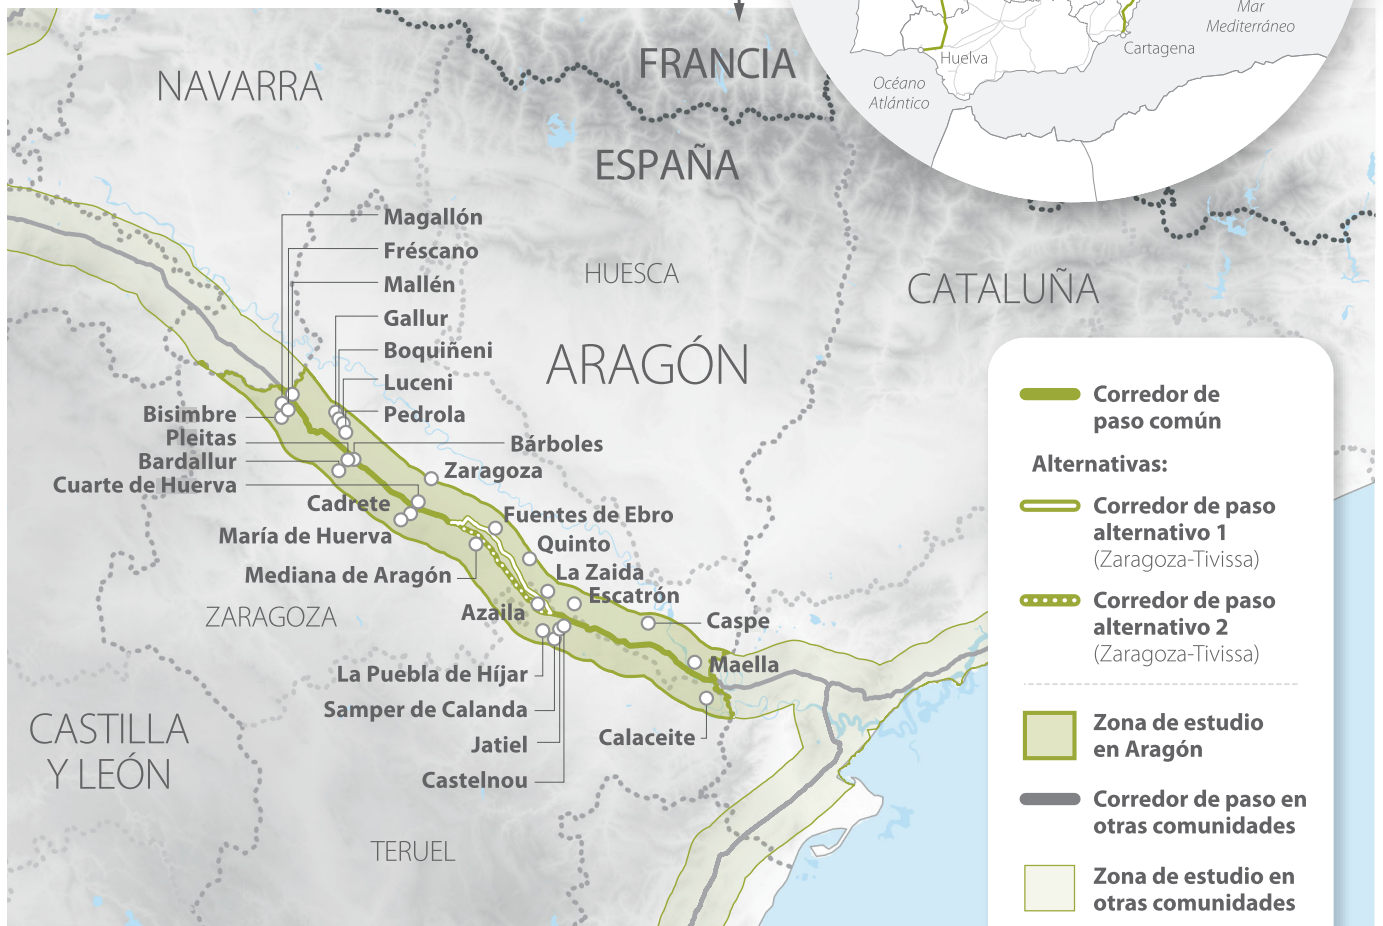 Mar
Mediterráneo
Cartagena
Huelva
Océano
Atlántico
FRANCIA
NAVARRA
ESPAÑA
HUESCA
CATALUÑA
ARAGÓN
Magallón
Fréscano
Mallén
Gallur
Boquiñeni
Luceni
Pedrola
Bisimbre
Pleitas
Bárboles
Bardallur
Zaragoza
Cuarte de Huerva
Cadrete
Fuentes de Ebro
María de Huerva
Quinto
Mediana de Aragón
La Zaida
Escatrón
Azaila
Caspe
ZARAGOZA
Maella
La Puebla de Híjar
Samper de Calanda
Jatiel
Calaceite
Castelnou
CASTILLA
Y LEÓN
TERUEL
Corredor de
paso común
Alternativas:
Corredor de paso
alternativo 1
(Zaragoza-Tivissa)
Corredor de paso
alternativo 2
(Zaragoza-Tivissa)
Zona de estudio
en Aragón
Corredor de paso en
otras comunidades
Zona de estudio en
otras comunidades